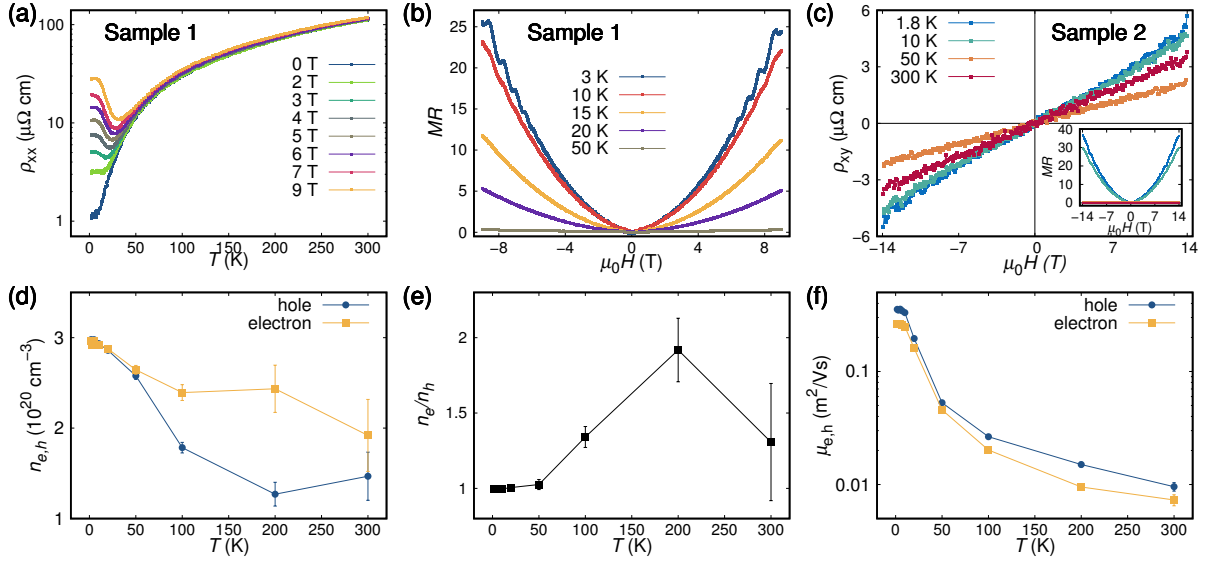 (a)
Sample 1
ρxx (μΩ cm)
100
10
1
0 T
2 T
3 T
4 T
5 T
6 T
7 T
9 T
0 50 100 150 200 250 300
T (K)
(b)
Sample 1
MR
25
20
15
10
5
0
3 K
10 K
15 K
20 K
50 K
−8 −4 0 4 8
μ0H (T)
(c)
Sample 2
ρxy (μΩ cm)
6
3
0
−3
−6
1.8 K
10 K
50 K
300 K
MR
40
30
20
10
0
−14 −7 0 7 14
μ0H (T)
−14 −7 0 7 14
μ0H (T)
(d)
hole
electron
ne,h (10^20 cm−3)
3
2
1
0 50 100 150 200 250 300
T (K)
(e)
ne/nh
2
1.5
1
0 50 100 150 200 250 300
T (K)
(f)
hole
electron
μe,h (m²/Vs)
0.1
0.01
0 50 100 150 200 250 300
T (K)